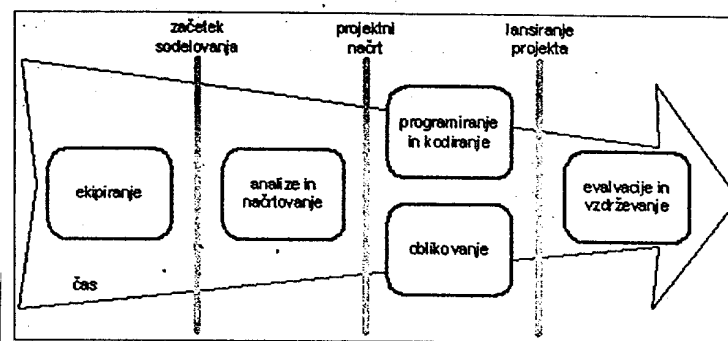 začetek
sodelovanja
projektni
načrt
lansiranje
projekta
ekipiranje
analize in
načrtovanje
programiranje
in kodiranje
oblikovanje
evalvacije in
vzdrževanje
čas